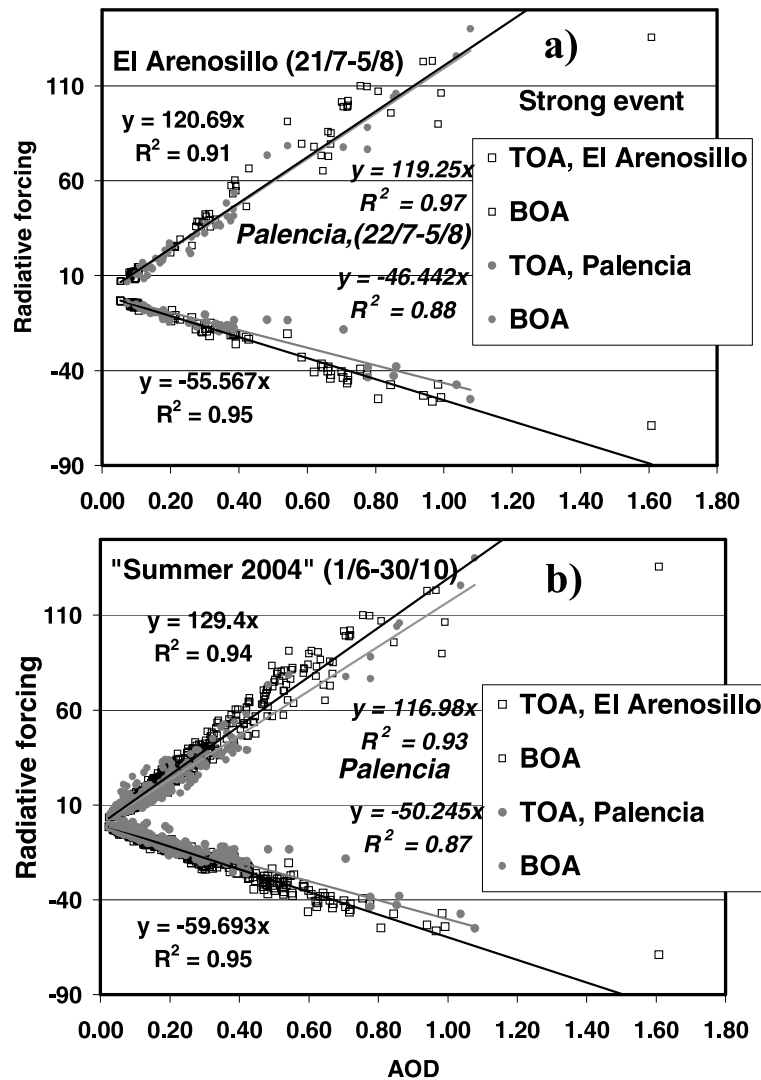 El Arenosillo (21/7-5/8)
a)
Strong event
y = 120.69x
R² = 0.91
y = 119.25x
R² = 0.97
Palencia,(22/7-5/8)
y = -46.442x
R² = 0.88
y = -55.567x
R² = 0.95
TOA, El Arenosillo
BOA
TOA, Palencia
BOA
Radiative forcing
110
60
10
-40
-90
0.00 0.20 0.40 0.60 0.80 1.00 1.20 1.40 1.60 1.80
"Summer 2004" (1/6-30/10)
b)
y = 129.4x
R² = 0.94
y = 116.98x
R² = 0.93
Palencia
y = -50.245x
R² = 0.87
y = -59.693x
R² = 0.95
TOA, El Arenosillo
BOA
TOA, Palencia
BOA
Radiative forcing
110
60
10
-40
-90
0.00 0.20 0.40 0.60 0.80 1.00 1.20 1.40 1.60 1.80
AOD